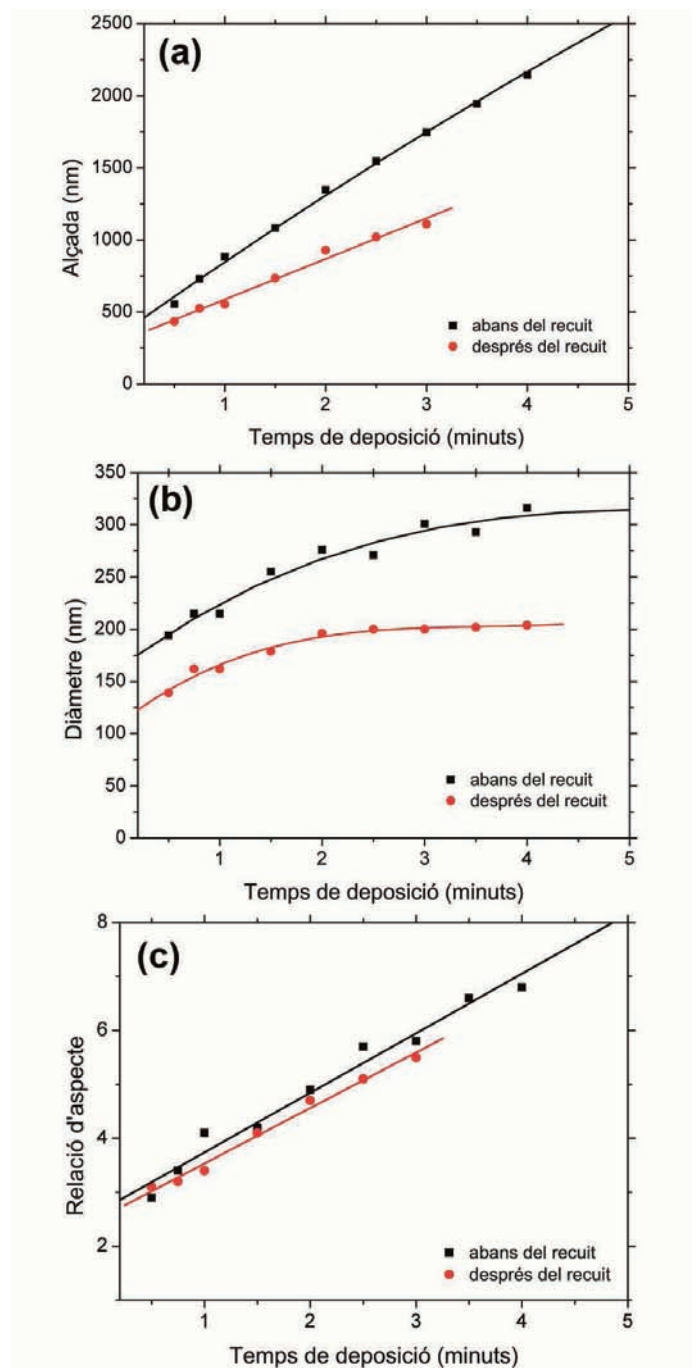 (a)
2500
2000
1500
1000
500
0
Alçada (nm)
abans del recuit
després del recuit
1 2 3 4 5
Temps de deposició (minuts)
(b)
350
300
250
200
150
100
50
0
Diàmetre (nm)
abans del recuit
després del recuit
1 2 3 4 5
Temps de deposició (minuts)
(c)
8
6
4
2
Relació d'aspecte
abans del recuit
després del recuit
1 2 3 4 5
Temps de deposició (minuts)